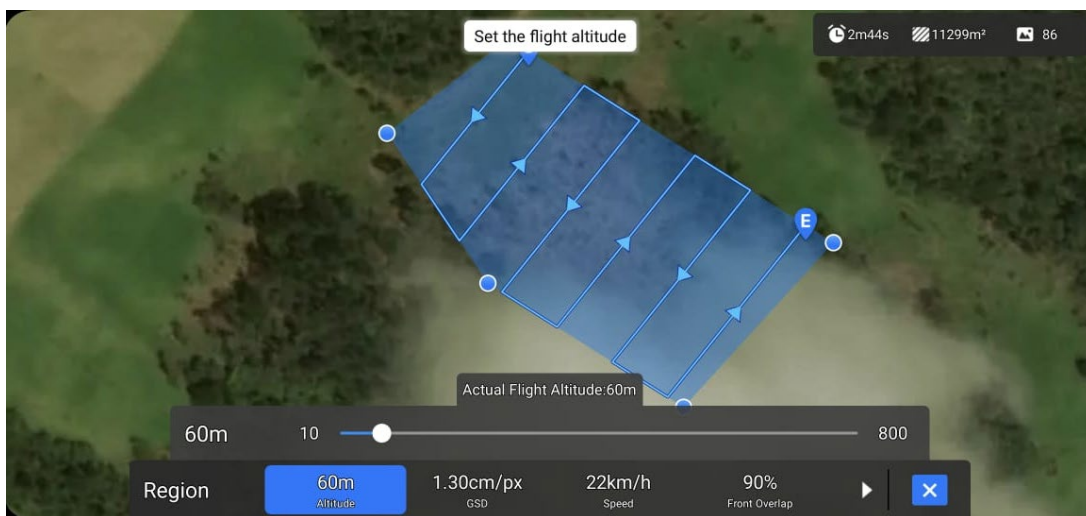 Set the flight altitude
2m44s 11299m² 86
E
Actual Flight Altitude:60m
60m 10 800
Region 60m 1.30cm/px 22km/h 90%
Altitude GSD Speed Front Overlap